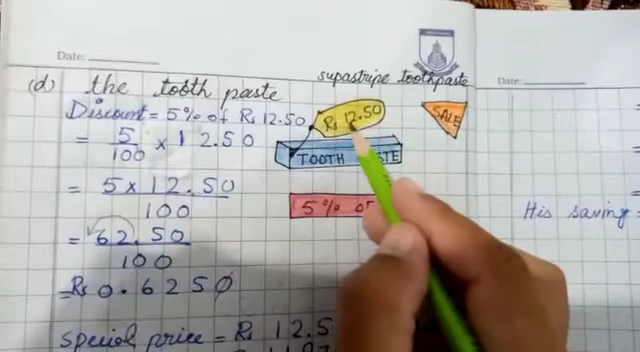 Date:
(d) the tooth paste
supastripe toothpaste
Date:
Discount = 5% of Rs 12.50
Rs 12.50
SALE
= 5/100 × 12.50
TOOTH STE
= 5 × 12.50
100
5% of
His saving
= 62.50
100
= Rs 0.6250
special price = Rs 12.5